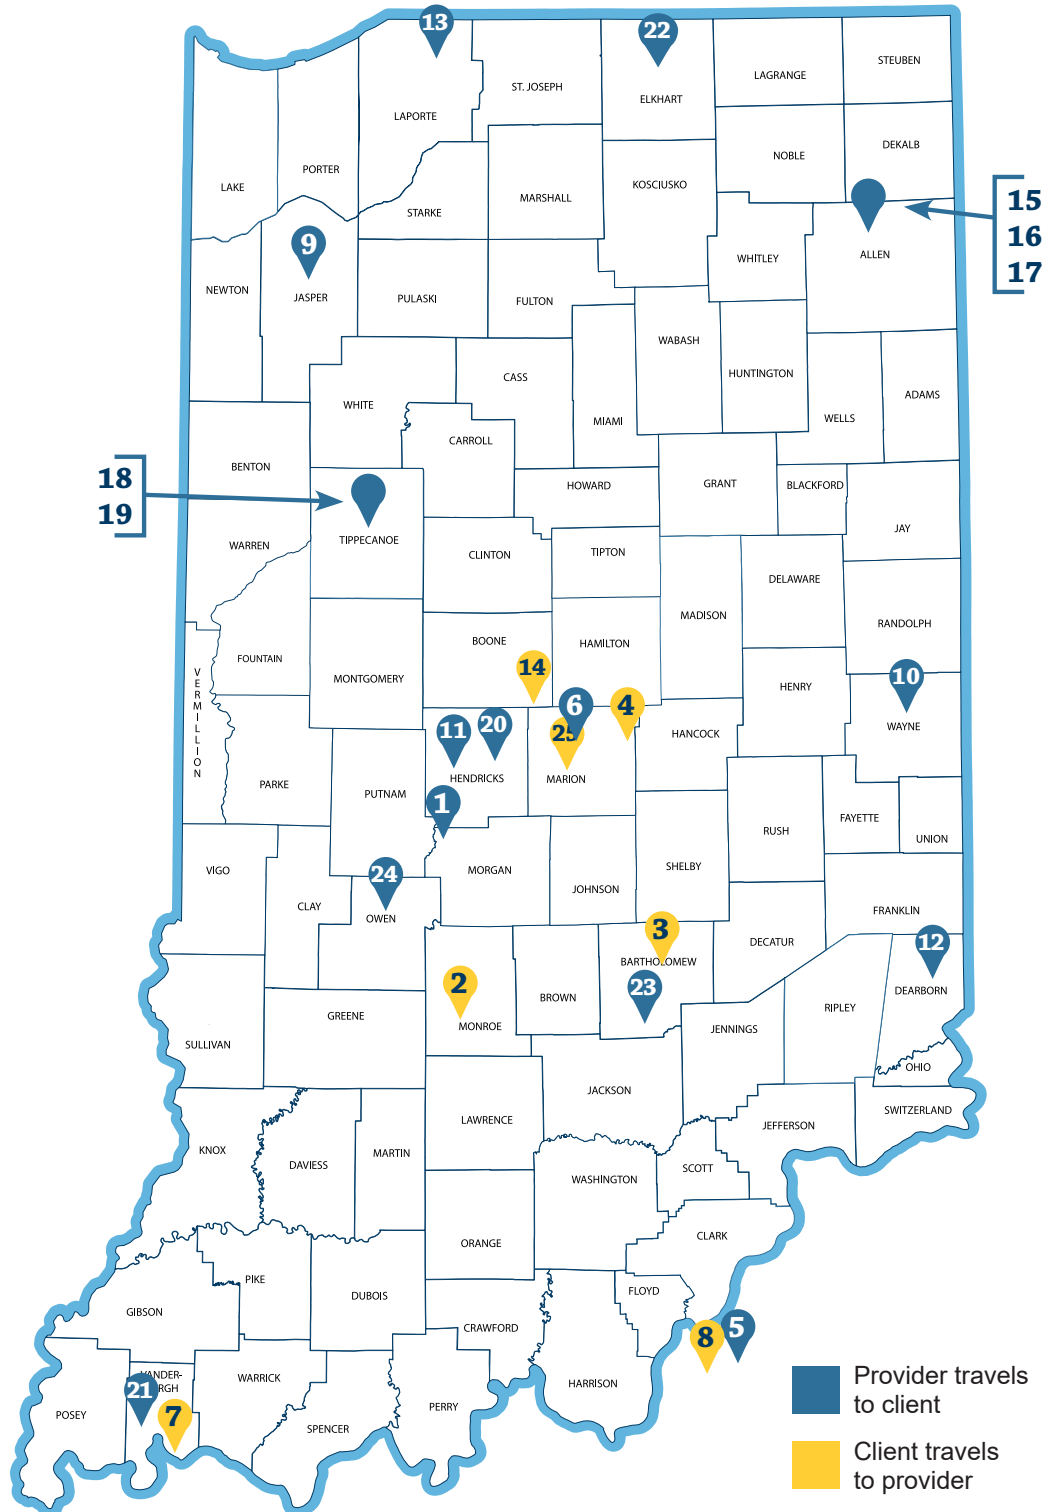 13
22
STEUBEN
LAGRANGE
ST. JOSEPH
ELKHART
LAPORTE
DEKALB
NOBLE
PORTER
LAKE
KOSCIUSKO
MARSHALL
STARKE
15
16
17
9
ALLEN
WHITLEY
NEWTON
JASPER
PULASKI
FULTON
WABASH
HUNTINGTON
CASS
ADAMS
WHITE
WELLS
MIAMI
CARROLL
BENTON
18
19
HOWARD
GRANT
BLACKFORD
JAY
TIPPECANOE
WARREN
CLINTON
TIPTON
DELAWARE
MADISON
RANDOLPH
BOONE
HAMILTON
FOUNTAIN
14
MONTGOMERY
HENRY
10
VERMILLION
11
20
6
4
25
HANCOCK
WAYNE
HENDRICKS
MARION
PARKE
PUTNAM
1
FAYETTE
RUSH
UNION
VIGO
MORGAN
SHELBY
24
JOHNSON
CLAY
OWEN
FRANKLIN
3
DECATUR
12
BARTHOLOMEW
2
23
DEARBORN
BROWN
RIPLEY
GREENE
MONROE
JENNINGS
SULLIVAN
OHIO
JACKSON
SWITZERLAND
LAWRENCE
JEFFERSON
KNOX
MARTIN
DAVIESS
SCOTT
WASHINGTON
CLARK
ORANGE
PIKE
FLOYD
DUBOIS
GIBSON
CRAWFORD
8
5
VANDER-
WARRICK
HARRISON
21
7
PERRY
POSEY
SPENCER
Provider travels
to client
Client travels
to provider